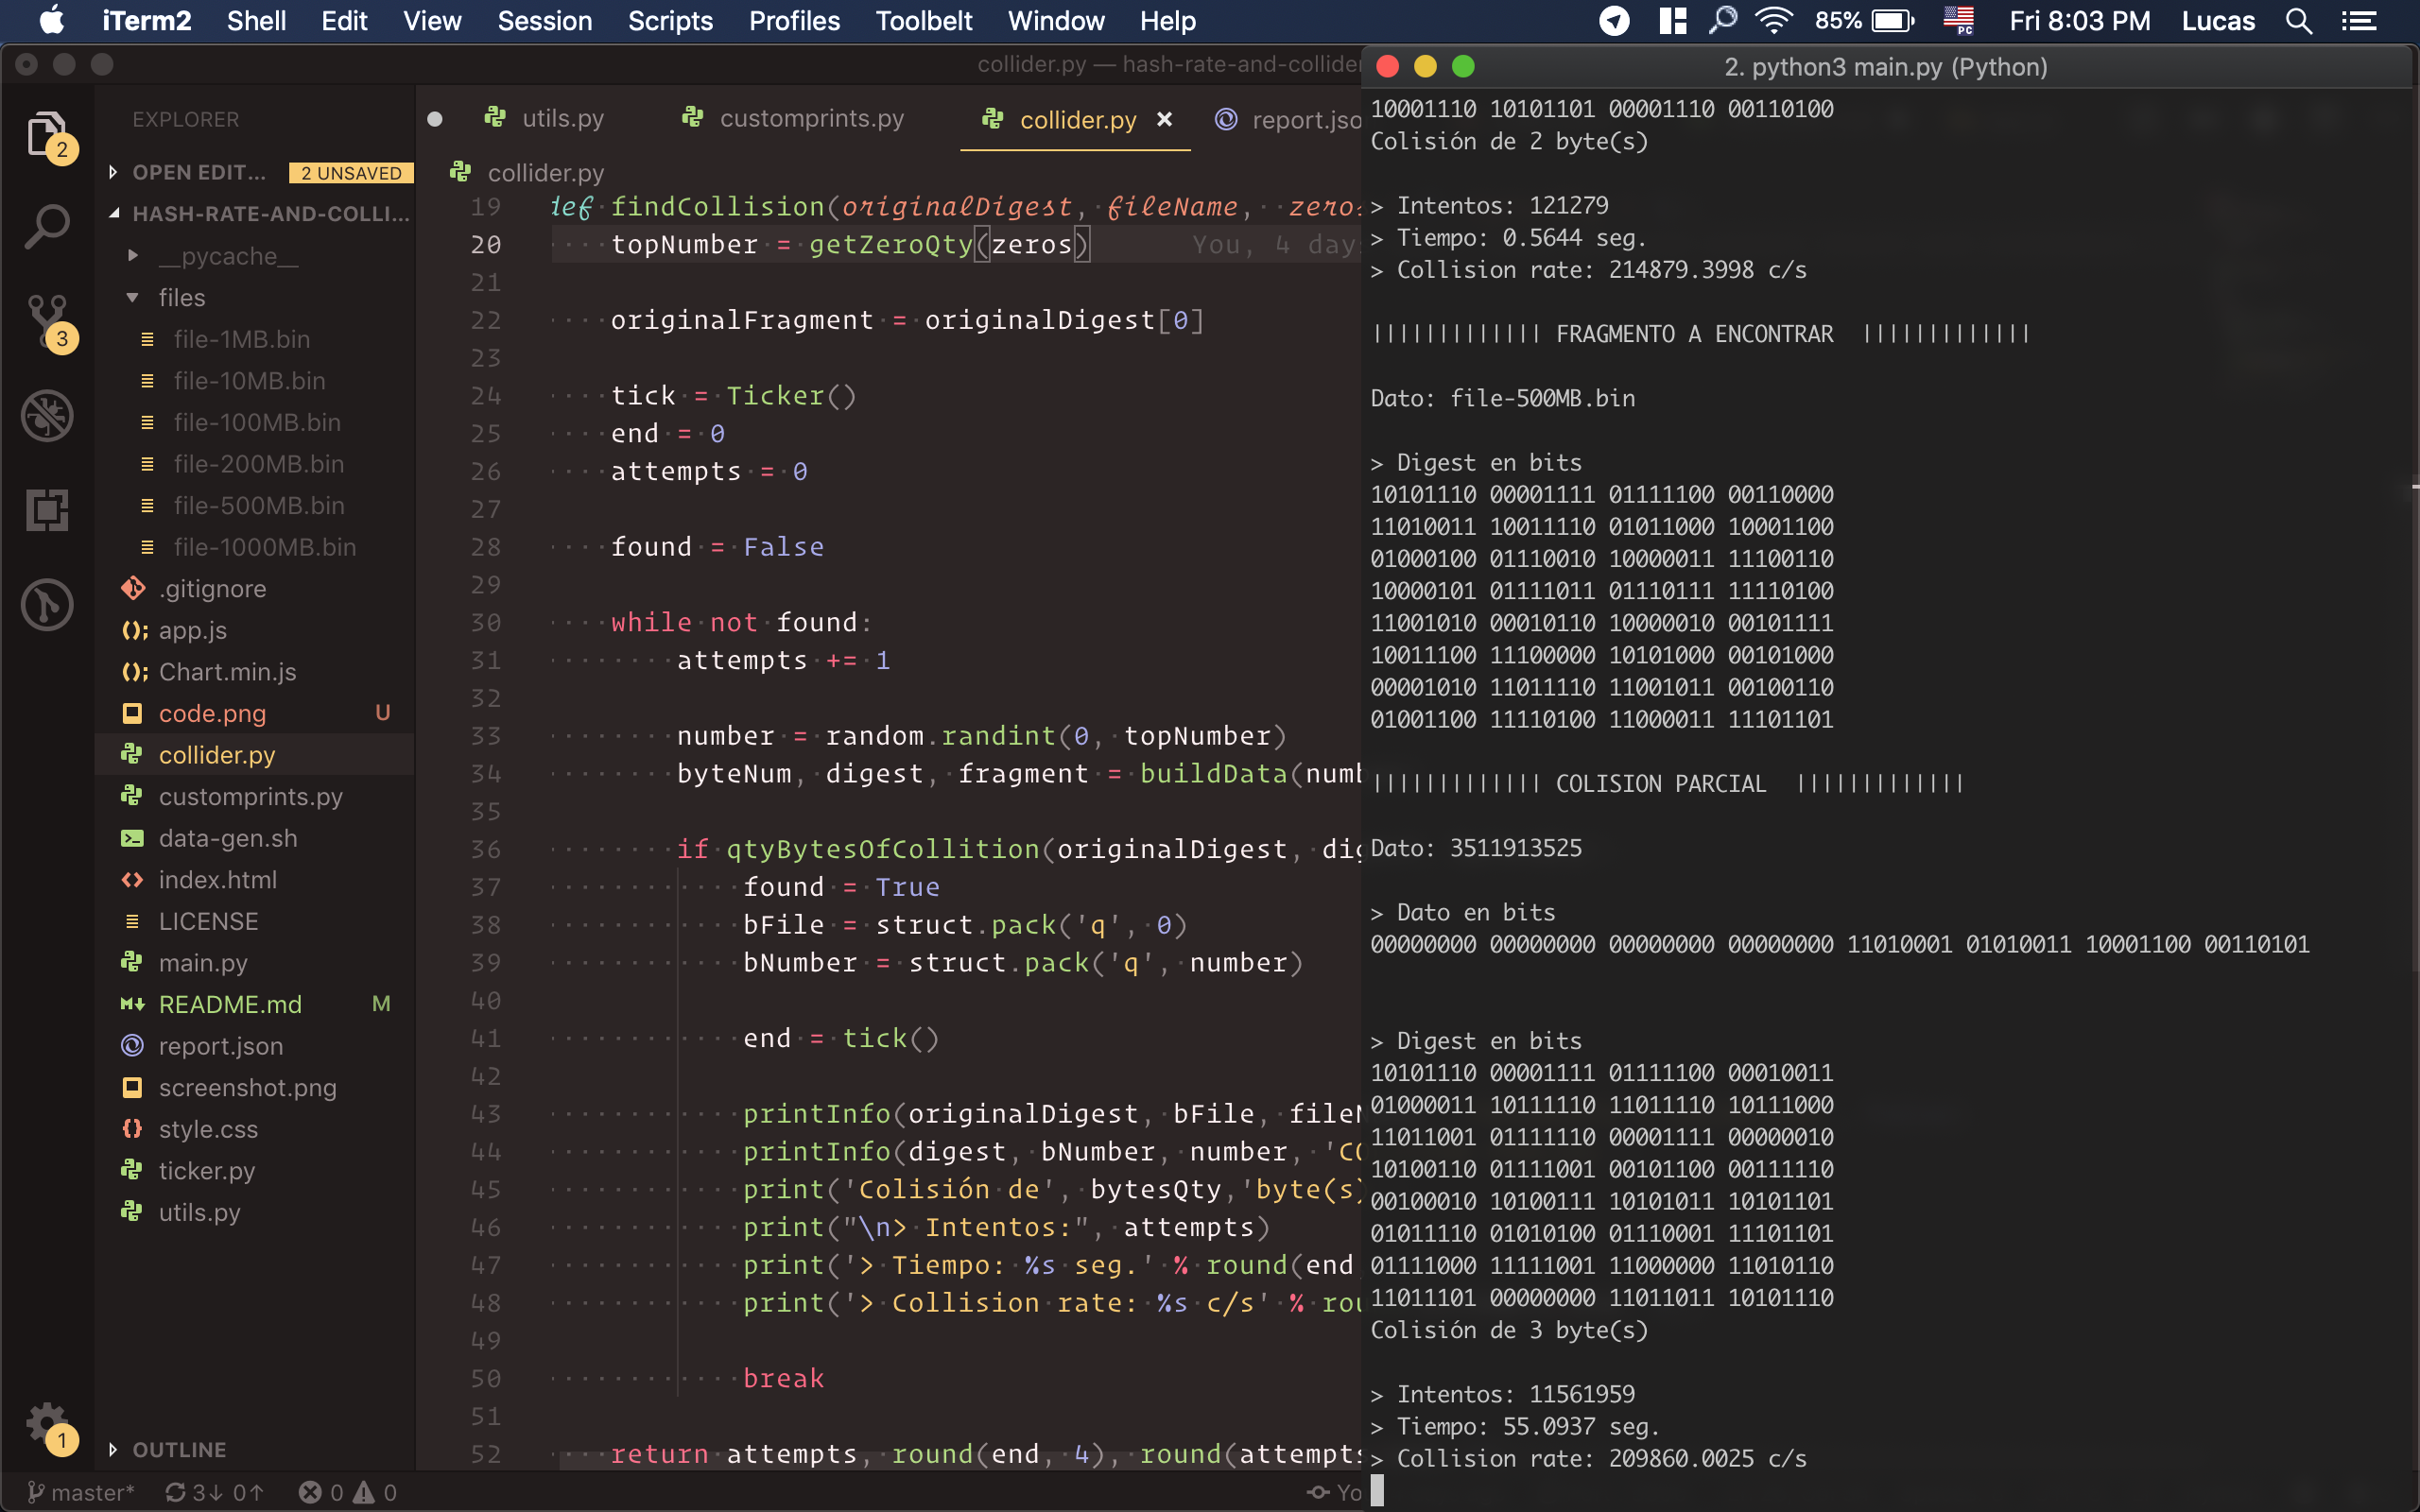 iTerm2 Shell Edit View Session Scripts Profiles Toolbelt Window Help 85% PC Fri 8:03 PM Lucas
collider.py — hash-rate-and-collider
EXPLORER
OPEN EDIT... 2 UNSAVED
HASH-RATE-AND-COLLI...
__pycache__
files
file-1MB.bin
file-10MB.bin
file-100MB.bin
file-200MB.bin
file-500MB.bin
file-1000MB.bin
.gitignore
app.js
Chart.min.js
code.png U
collider.py
customprints.py
data-gen.sh
index.html
LICENSE
main.py
README.md M
report.json
screenshot.png
style.css
ticker.py
utils.py
OUTLINE
2
3
1
utils.py customprints.py collider.py × report.jso
collider.py
19 def findCollision(originalDigest, fileName, zeros
20 topNumber = getZeroQty(zeros) You, 4 day
21
22 originalFragment = originalDigest[0]
23
24 tick = Ticker()
25 end = 0
26 attempts = 0
27
28 found = False
29
30 while not found:
31 attempts += 1
32
33 number = random.randint(0, topNumber)
34 byteNum, digest, fragment = buildData(numb
35
36 if qtyBytesOfCollition(originalDigest, dig
37 found = True
38 bFile = struct.pack('q', 0)
39 bNumber = struct.pack('q', number)
40
41 end = tick()
42
43 printInfo(originalDigest, bFile, fileN
44 printInfo(digest, bNumber, number, 'CO
45 print('Colisión de', bytesQty,'byte(s)
46 print("\n> Intentos:", attempts)
47 print('> Tiempo: %s seg.' % round(end
48 print('> Collision rate: %s c/s' % rou
49
50 break
51
52 return attempts, round(end, 4), round(attempts
master* 3↓ 0↑ 0 0 Yo
2. python3 main.py (Python)
10001110 10101101 00001110 00110100
Colisión de 2 byte(s)
> Intentos: 121279
> Tiempo: 0.5644 seg.
> Collision rate: 214879.3998 c/s
||||||||||||| FRAGMENTO A ENCONTRAR |||||||||||||
Dato: file-500MB.bin
> Digest en bits
10101110 00001111 01111100 00110000
11010011 10011110 01011000 10001100
01000100 01110010 10000011 11100110
10000101 01111011 01110111 11110100
11001010 00010110 10000010 00101111
10011100 11100000 10101000 00101000
00001010 11011110 11001011 00100110
01001100 11110100 11000011 11101101
||||||||||||| COLISION PARCIAL |||||||||||||
Dato: 3511913525
> Dato en bits
00000000 00000000 00000000 00000000 11010001 01010011 10001100 00110101
> Digest en bits
10101110 00001111 01111100 00010011
01000011 10111110 11011110 10111000
11011001 01111110 00001111 00000010
10100110 01111001 00101100 00111110
00100010 10100111 10101011 10101101
01011110 01010100 01110001 11101101
01111000 11111001 11000000 11010110
11011101 00000000 11011011 10101110
Colisión de 3 byte(s)
> Intentos: 11561959
> Tiempo: 55.0937 seg.
> Collision rate: 209860.0025 c/s